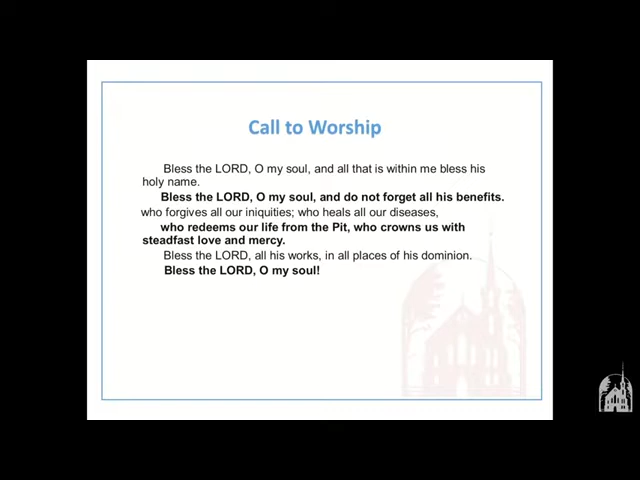 Call to Worship
Bless the LORD, O my soul, and all that is within me bless his
holy name.
Bless the LORD, O my soul, and do not forget all his benefits.
who forgives all our iniquities; who heals all our diseases,
who redeems our life from the Pit, who crowns us with
steadfast love and mercy.
Bless the LORD, all his works, in all places of his dominion.
Bless the LORD, O my soul!